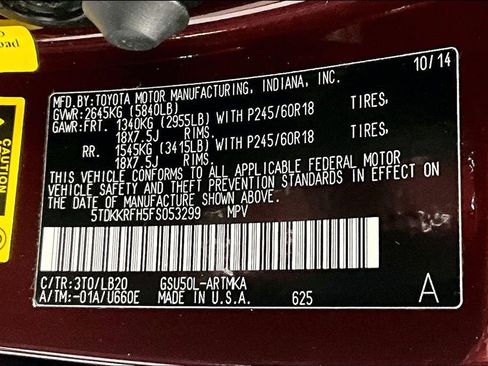 oad
CAUTION
MFD. BY: TOYOTA MOTOR MANUFACTURING, INDIANA, INC. 10/14
GVWR: 2645KG (5840LB)
GAWR: FRT. 1340KG (2955LB) WITH P245/60R18 TIRES,
18X7.5J RIMS.
RR. 1545KG (3415LB) WITH P245/60R18 TIRES,
18X7.5J RIMS.
THIS VEHICLE CONFORMS TO ALL APPLICABLE FEDERAL MOTOR
VEHICLE SAFETY AND THEFT PREVENTION STANDARDS IN EFFECT ON
THE DATE OF MANUFACTURE SHOWN ABOVE.
5TDKKRFH5FS053299 MPV
C/TR: 3T0/LB20 GSU50L-ARTMKA
A/TM: -01A/U660E MADE IN U.S.A. 625 A